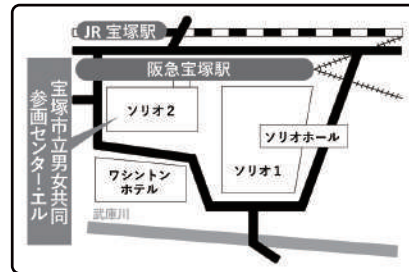 JR 宝塚駅
阪急宝塚駅
宝塚市立男女共同
参画センター・エル
ソリオ2
ソリオホール
ソリオ1
ワシントン
ホテル
武庫川